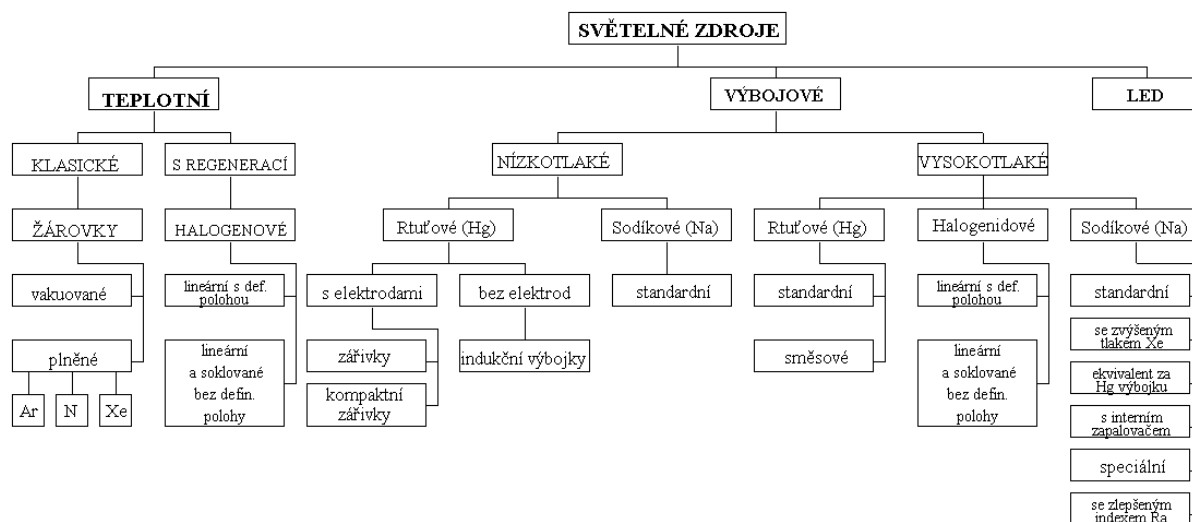 SVĚTELNÉ ZDROJE
TEPLOTNÍ
VÝBOJOVÉ
LED
KLASICKÉ
S REGENERACÍ
NÍZKOTLAKÉ
VYSOKOTLAKÉ
ŽÁROVKY
HALOGENOVÉ
Rtuťové (Hg)
Sodíkové (Na)
Rtuťové (Hg)
Halogenidové
Sodíkové (Na)
vakuované
lineární s def.
polohou
s elektrodami
bez elektrod
standardní
standardní
lineární s def.
polohou
standardní
plněné
lineární
a soklované
bez defin.
polohy
zářivky
indukční výbojky
směsové
lineární
a soklované
bez defin.
polohy
se zvýšeným
tlakém Xe
Ar
N
Xe
kompaktní
zářivky
ekvivalent za
Hg výbojku
s interním
zapalovačem
speciální
se zlepšeným
indexem Ra